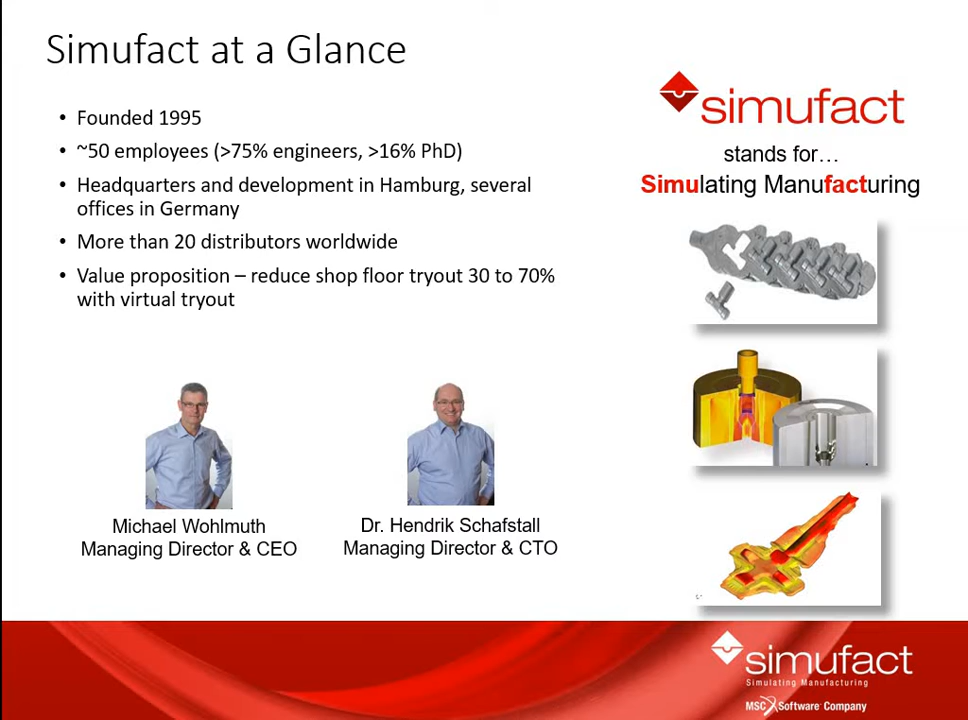 Simufact at a Glance
• Founded 1995
• ~50 employees (>75% engineers, >16% PhD)
• Headquarters and development in Hamburg, several
offices in Germany
• More than 20 distributors worldwide
• Value proposition – reduce shop floor tryout 30 to 70%
with virtual tryout
simufact
stands for…
Simulating Manufacturing
Michael Wohlmuth
Managing Director & CEO
Dr. Hendrik Schafstall
Managing Director & CTO
simufact
Simulating Manufacturing
MSC Software Company